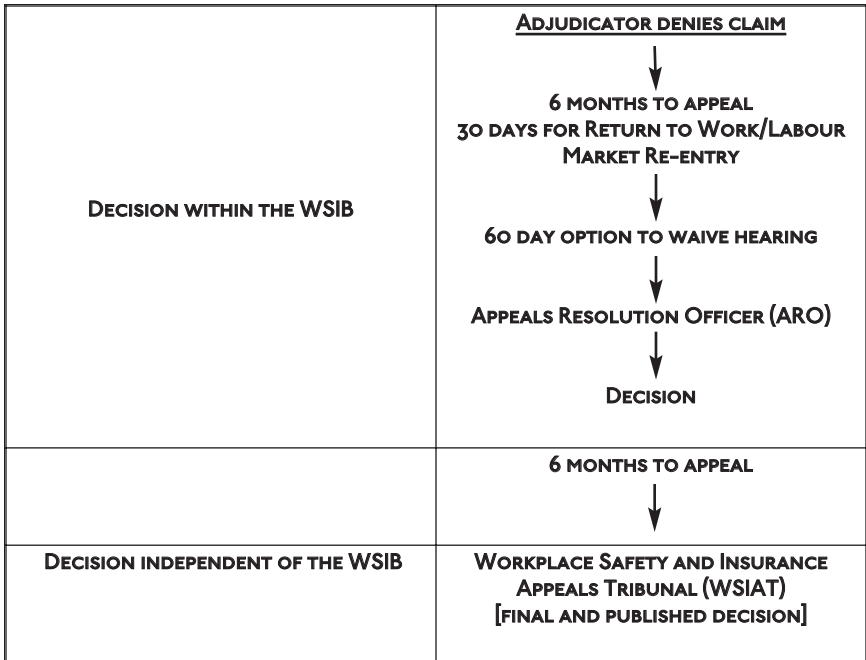 ADJUDICATOR DENIES CLAIM
6 MONTHS TO APPEAL
30 DAYS FOR RETURN TO WORK/LABOUR
MARKET RE-ENTRY
DECISION WITHIN THE WSIB
60 DAY OPTION TO WAIVE HEARING
APPEALS RESOLUTION OFFICER (ARO)
DECISION
6 MONTHS TO APPEAL
DECISION INDEPENDENT OF THE WSIB
WORKPLACE SAFETY AND INSURANCE
APPEALS TRIBUNAL (WSIAT)
[FINAL AND PUBLISHED DECISION]